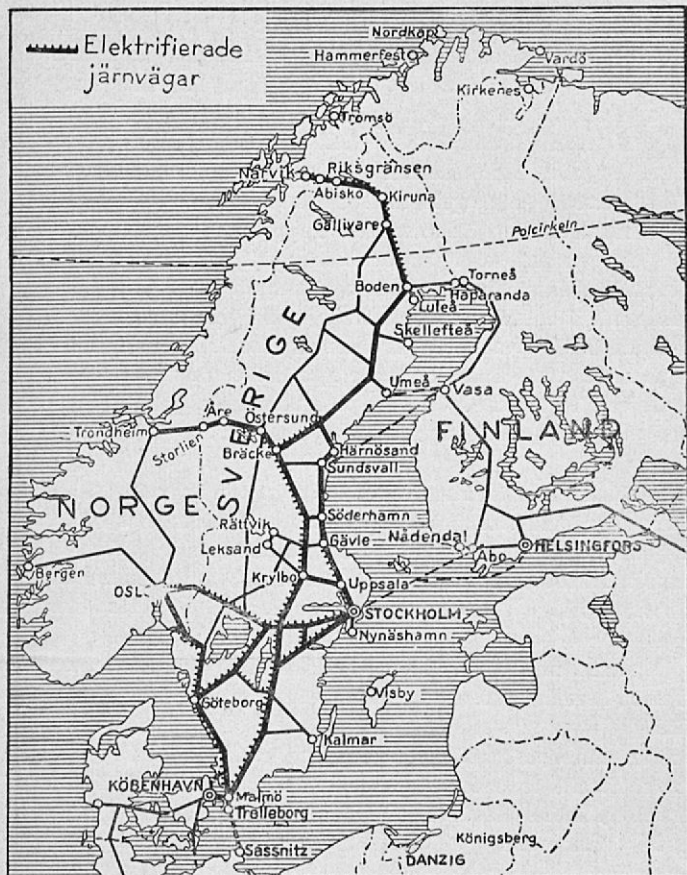 Elektrifierade
järnvägar
Nordkap
Hammerfest
Vardö
Kirkenes
Tromsö
Narvik
Riksgränsen
Abisko
Kiruna
Gällivare
Polcirkeln
Boden
Torneå
Haparanda
Luleå
Skellefteå
SVERIGE
Umeå
Vasa
Åre
Östersund
Trondheim
Storlien
Bräcke
FINLAND
Härnösand
Sundsvall
NORGE
Söderhamn
Rättvik
Gävle
Nådendal
Leksand
Åbo
HELSINGFORS
Bergen
Krylbo
Uppsala
OSL
STOCKHOLM
Nynäshamn
Visby
Göteborg
Kalmar
KÖBENHAVN
Malmö
Trelleborg
Königsberg
Sassnitz
DANZIG